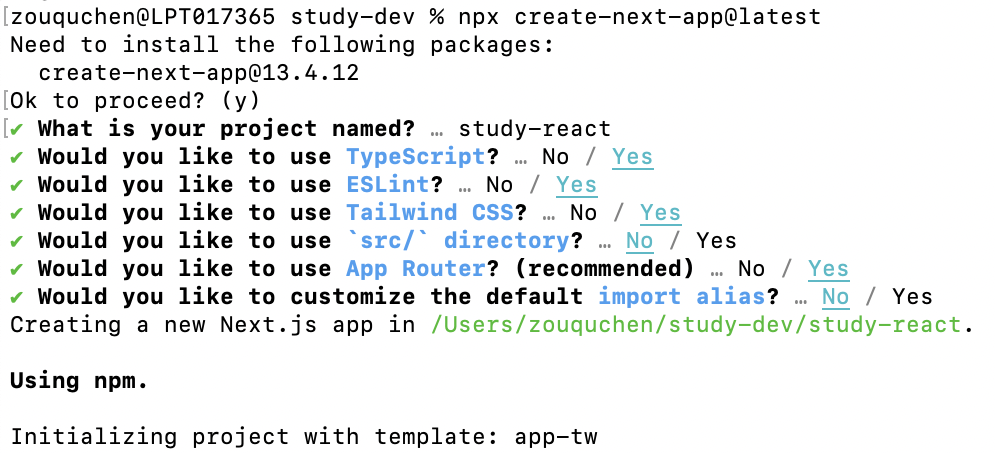 [zouquchen@LPT017365 study-dev % npx create-next-app@latest
Need to install the following packages:
  create-next-app@13.4.12
[Ok to proceed? (y)
[✔ What is your project named? … study-react
✔ Would you like to use TypeScript? … No / Yes
✔ Would you like to use ESLint? … No / Yes
✔ Would you like to use Tailwind CSS? … No / Yes
✔ Would you like to use `src/` directory? … No / Yes
✔ Would you like to use App Router? (recommended) … No / Yes
✔ Would you like to customize the default import alias? … No / Yes
Creating a new Next.js app in /Users/zouquchen/study-dev/study-react.
Using npm.
Initializing project with template: app-tw